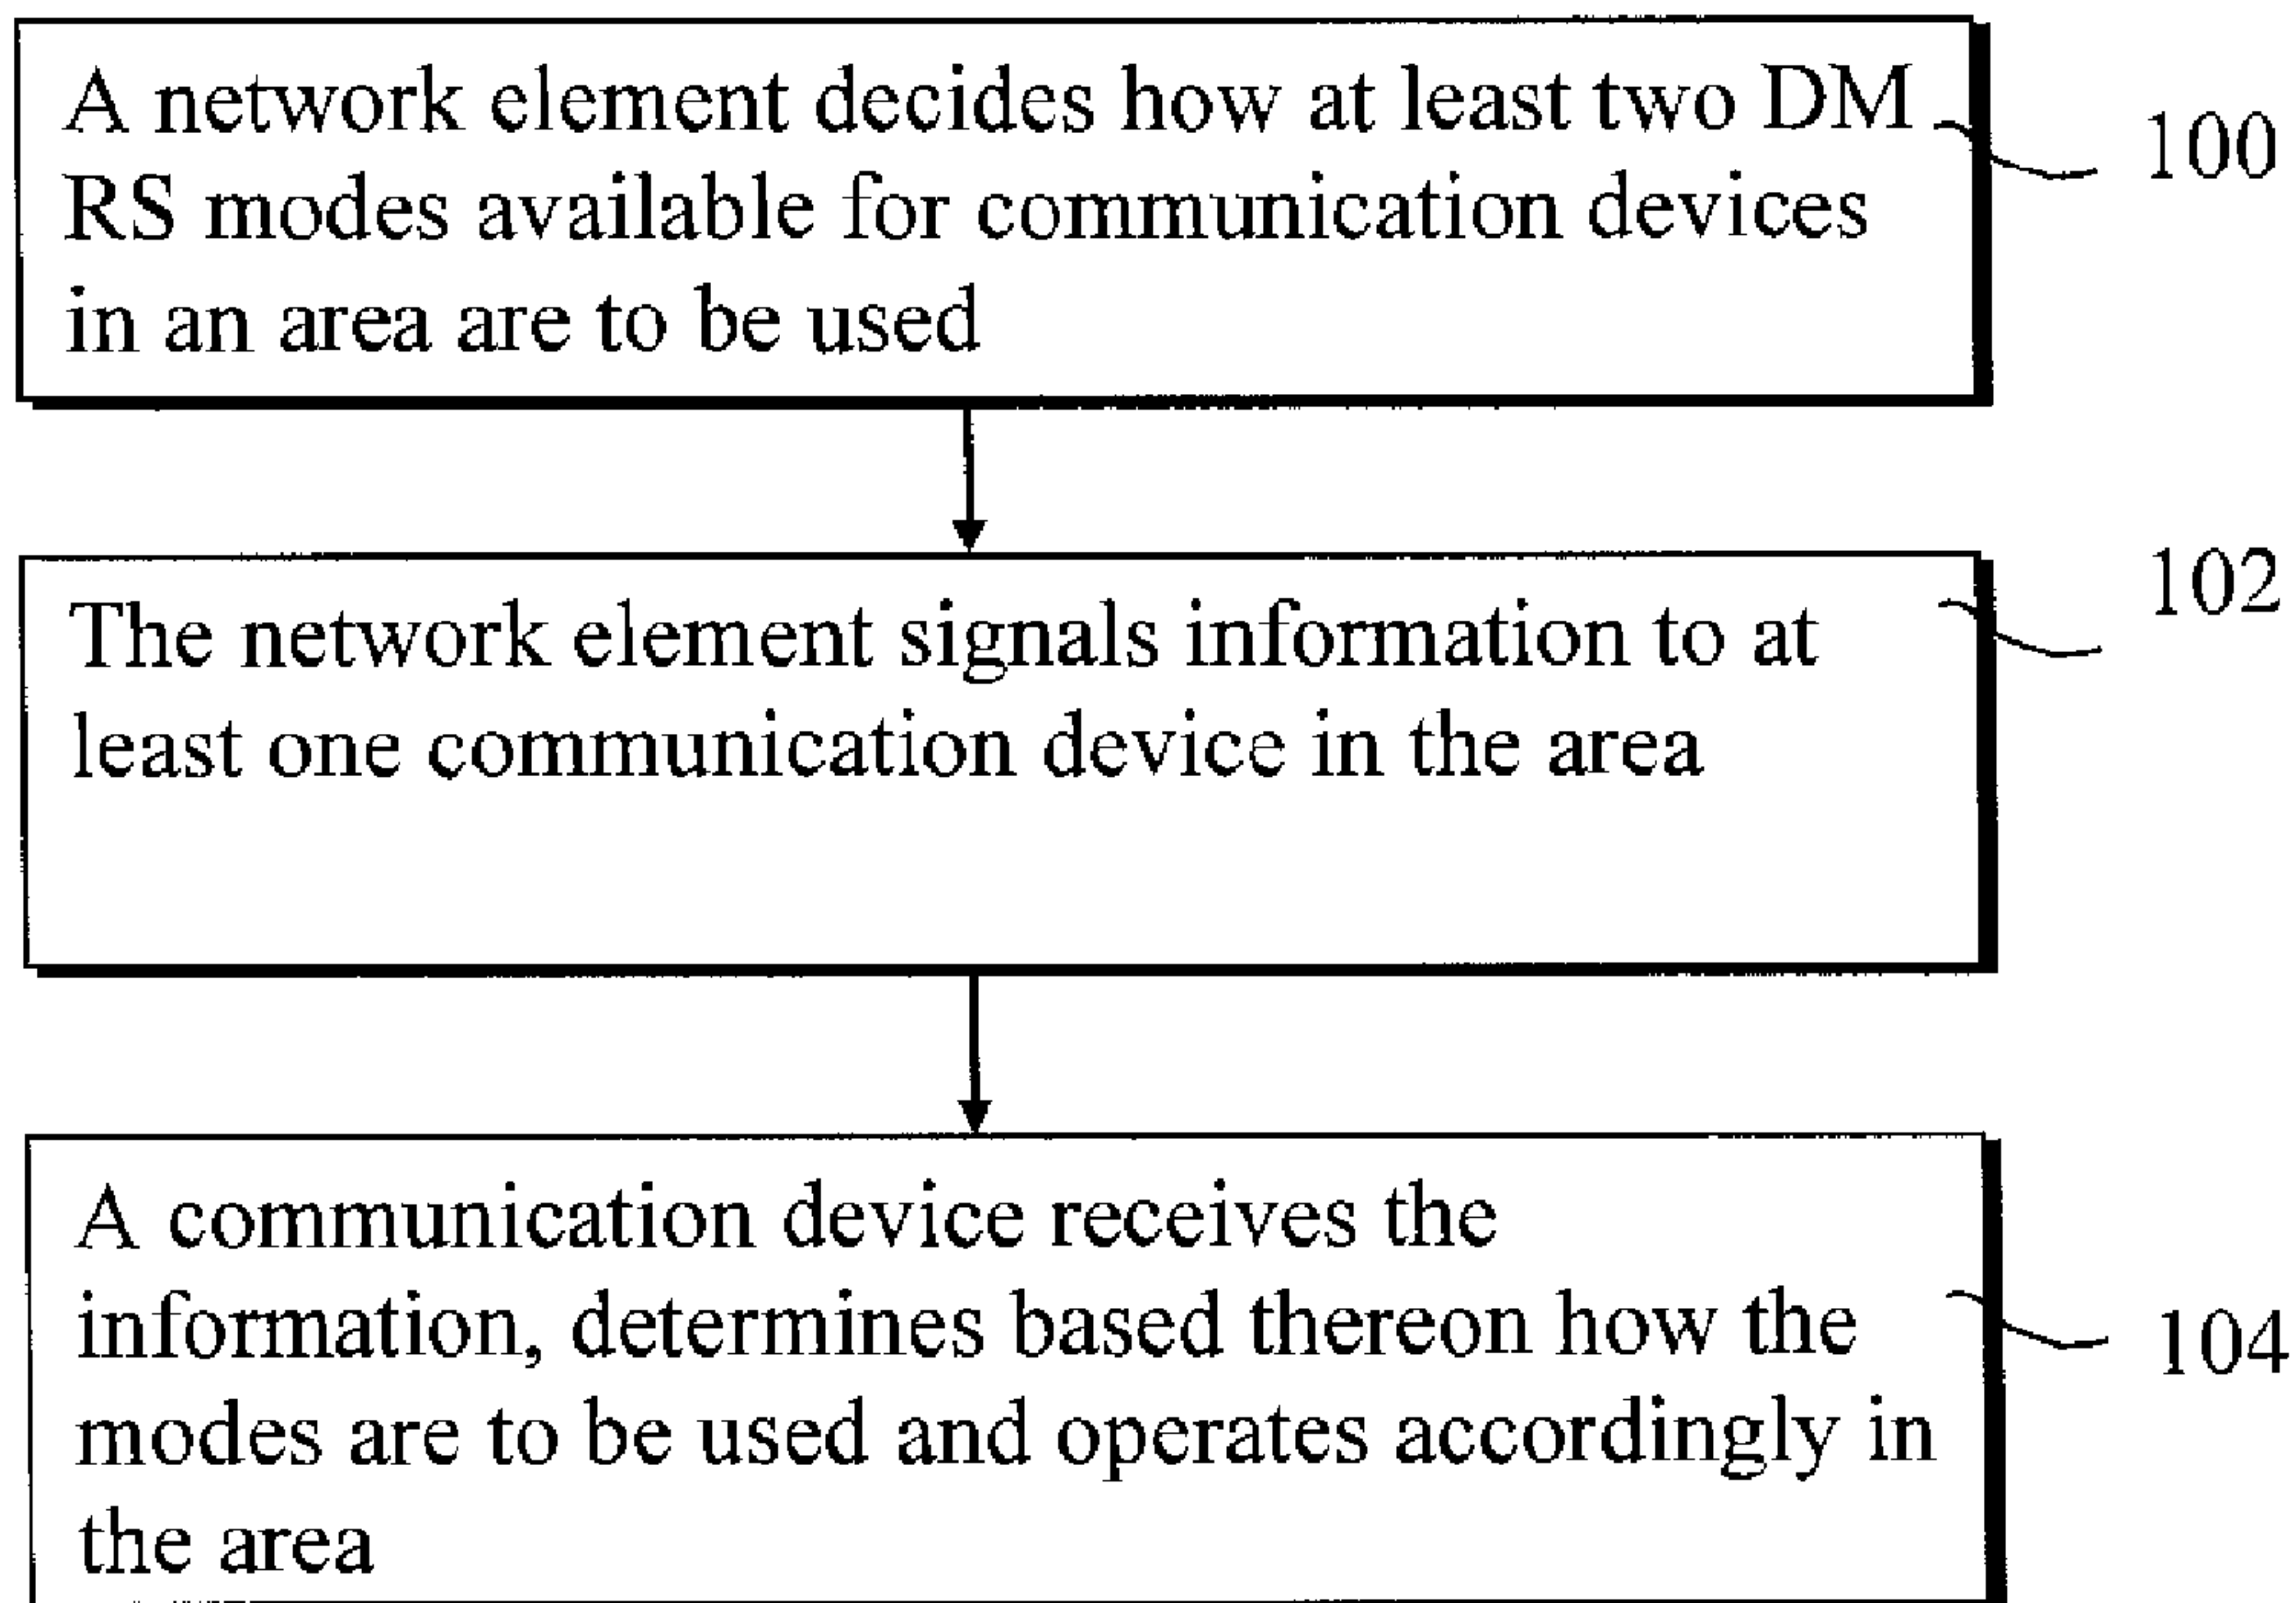 A network element decides how at least two DM
100
RS modes available for communication devices
in an area are to be used
102
The network element signals information to at
least one communication device in the area
A communication device receives the
information, determines based thereon how the
104
modes are to be used and operates accordingly in
the area